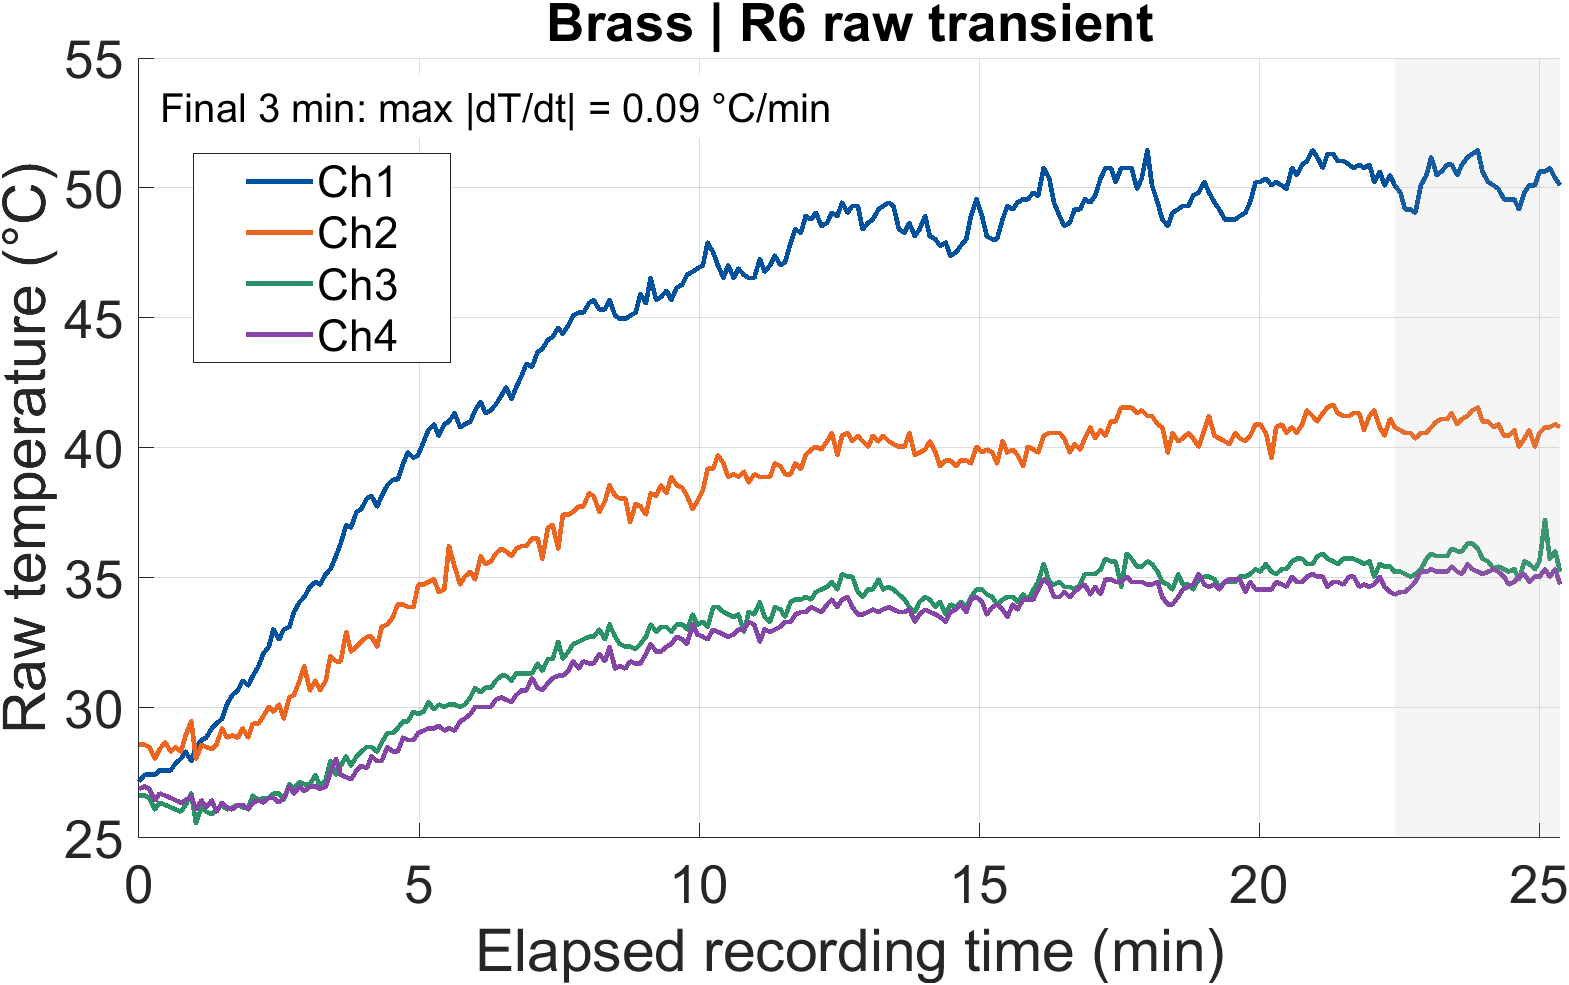 Brass | R6 raw transient
Final 3 min: max |dT/dt| = 0.09 °C/min
Ch1
Ch2
Ch3
Ch4
Raw temperature (°C)
55
50
45
40
35
30
25
0 5 10 15 20 25
Elapsed recording time (min)